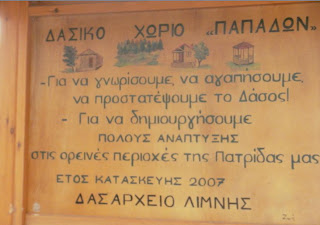 ΔΑΣΙΚΟ ΧΩΡΙΟ „ΠΑΠΑΔΩΝ"
-Για να γνωρίσουμε, να αγαπήσουμε,
να προστατέψουμε το Δάσος!
- Για να δημιουργήσουμε
ΠΟΛΟΥΣ ΑΝΑΠΤΥΞΗΣ
στις ορεινές περιοχές της Πατρίδας μας
ΕΤΟΣ ΚΑΤΑΣΚΕΥΗΣ 2007
ΔΑΣΑΡΧΕΙΟ ΛΙΜΝΗΣ